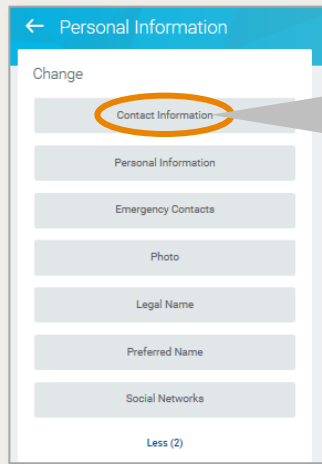 Personal Information
Change
Contact Information
Personal Information
Emergency Contacts
Photo
Legal Name
Preferred Name
Social Networks
Less (2)